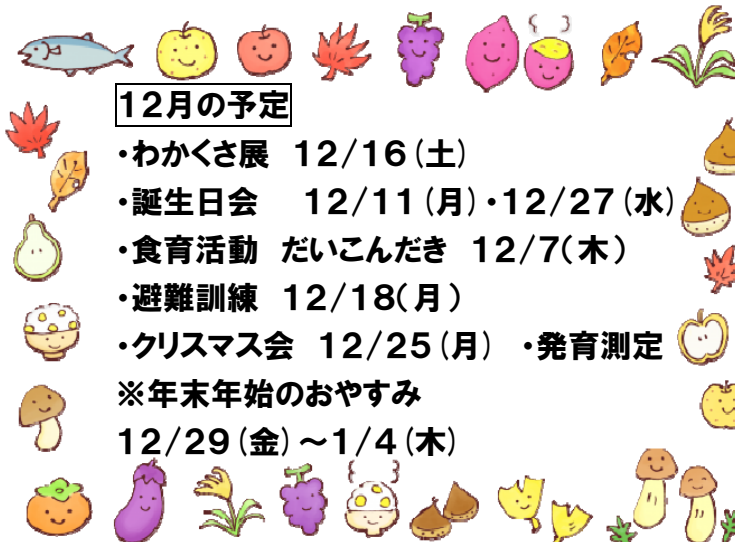 12月の予定
・わかくさ展　12/16(土)
・誕生日会　12/11(月)・12/27(水)
・食育活動　だいこんだき　12/7(木)
・避難訓練　12/18(月)
・クリスマス会　12/25(月)　・発育測定
※年末年始のおやすみ
12/29(金)～1/4(木)